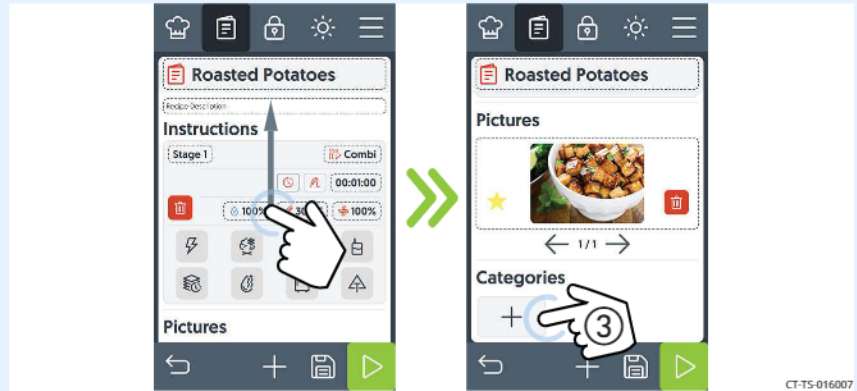 Roasted Potatoes
Recipe Description
Instructions
Stage 1
Combi
00:01:00
100%
30
100%
Pictures
Roasted Potatoes
Pictures
1/1
Categories
3
CT-TS-016007